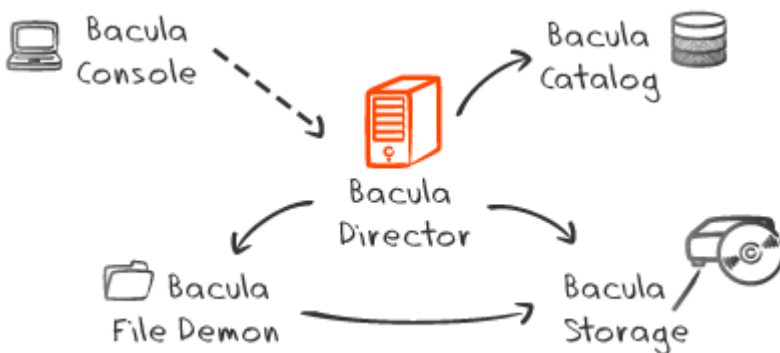 Bacula
Console
Bacula
Catalog
Bacula
Director
Bacula
File Demon
Bacula
Storage